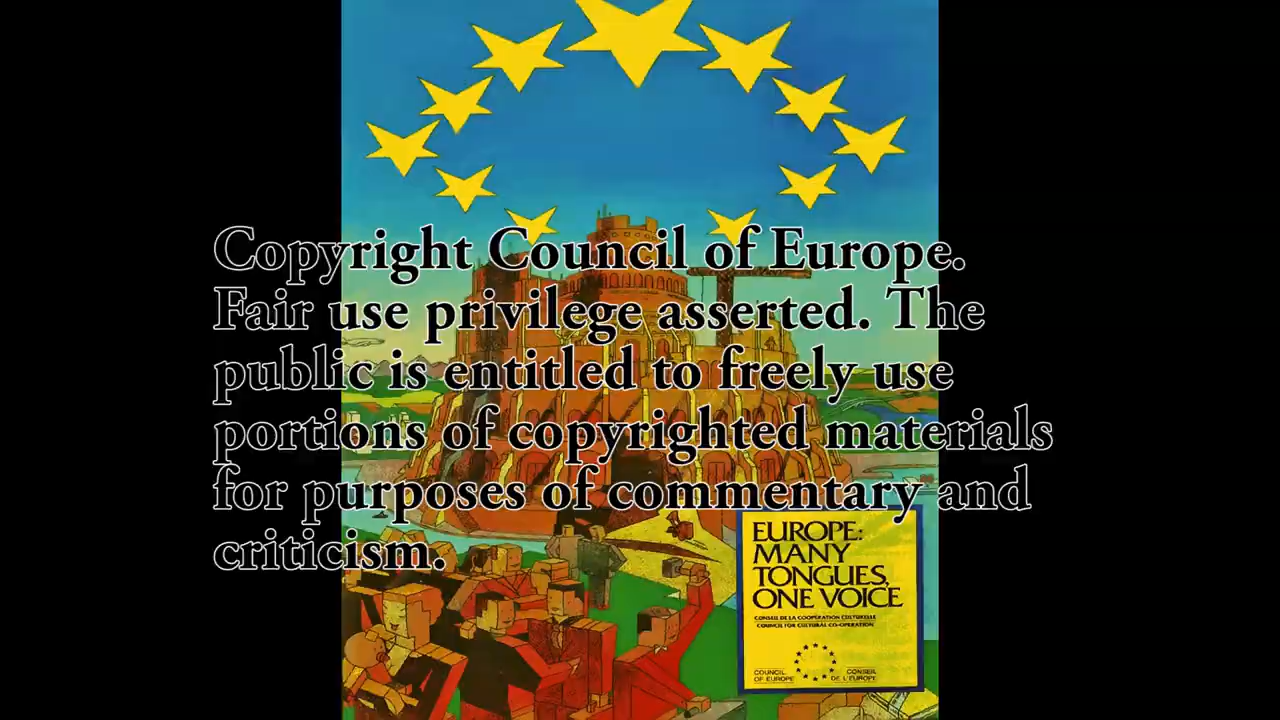 Copyright Council of Europe.
Fair use privilege asserted. The
public is entitled to freely use
portions of copyrighted materials
for purposes of commentary and
criticism.
EUROPE:
MANY
TONGUES,
ONE VOICE
CONSEIL DE LA COOPÉRATION CULTURELLE
COUNCIL FOR CULTURAL CO-OPERATION
COUNCIL CONSEIL
OF EUROPE DE L'EUROPE